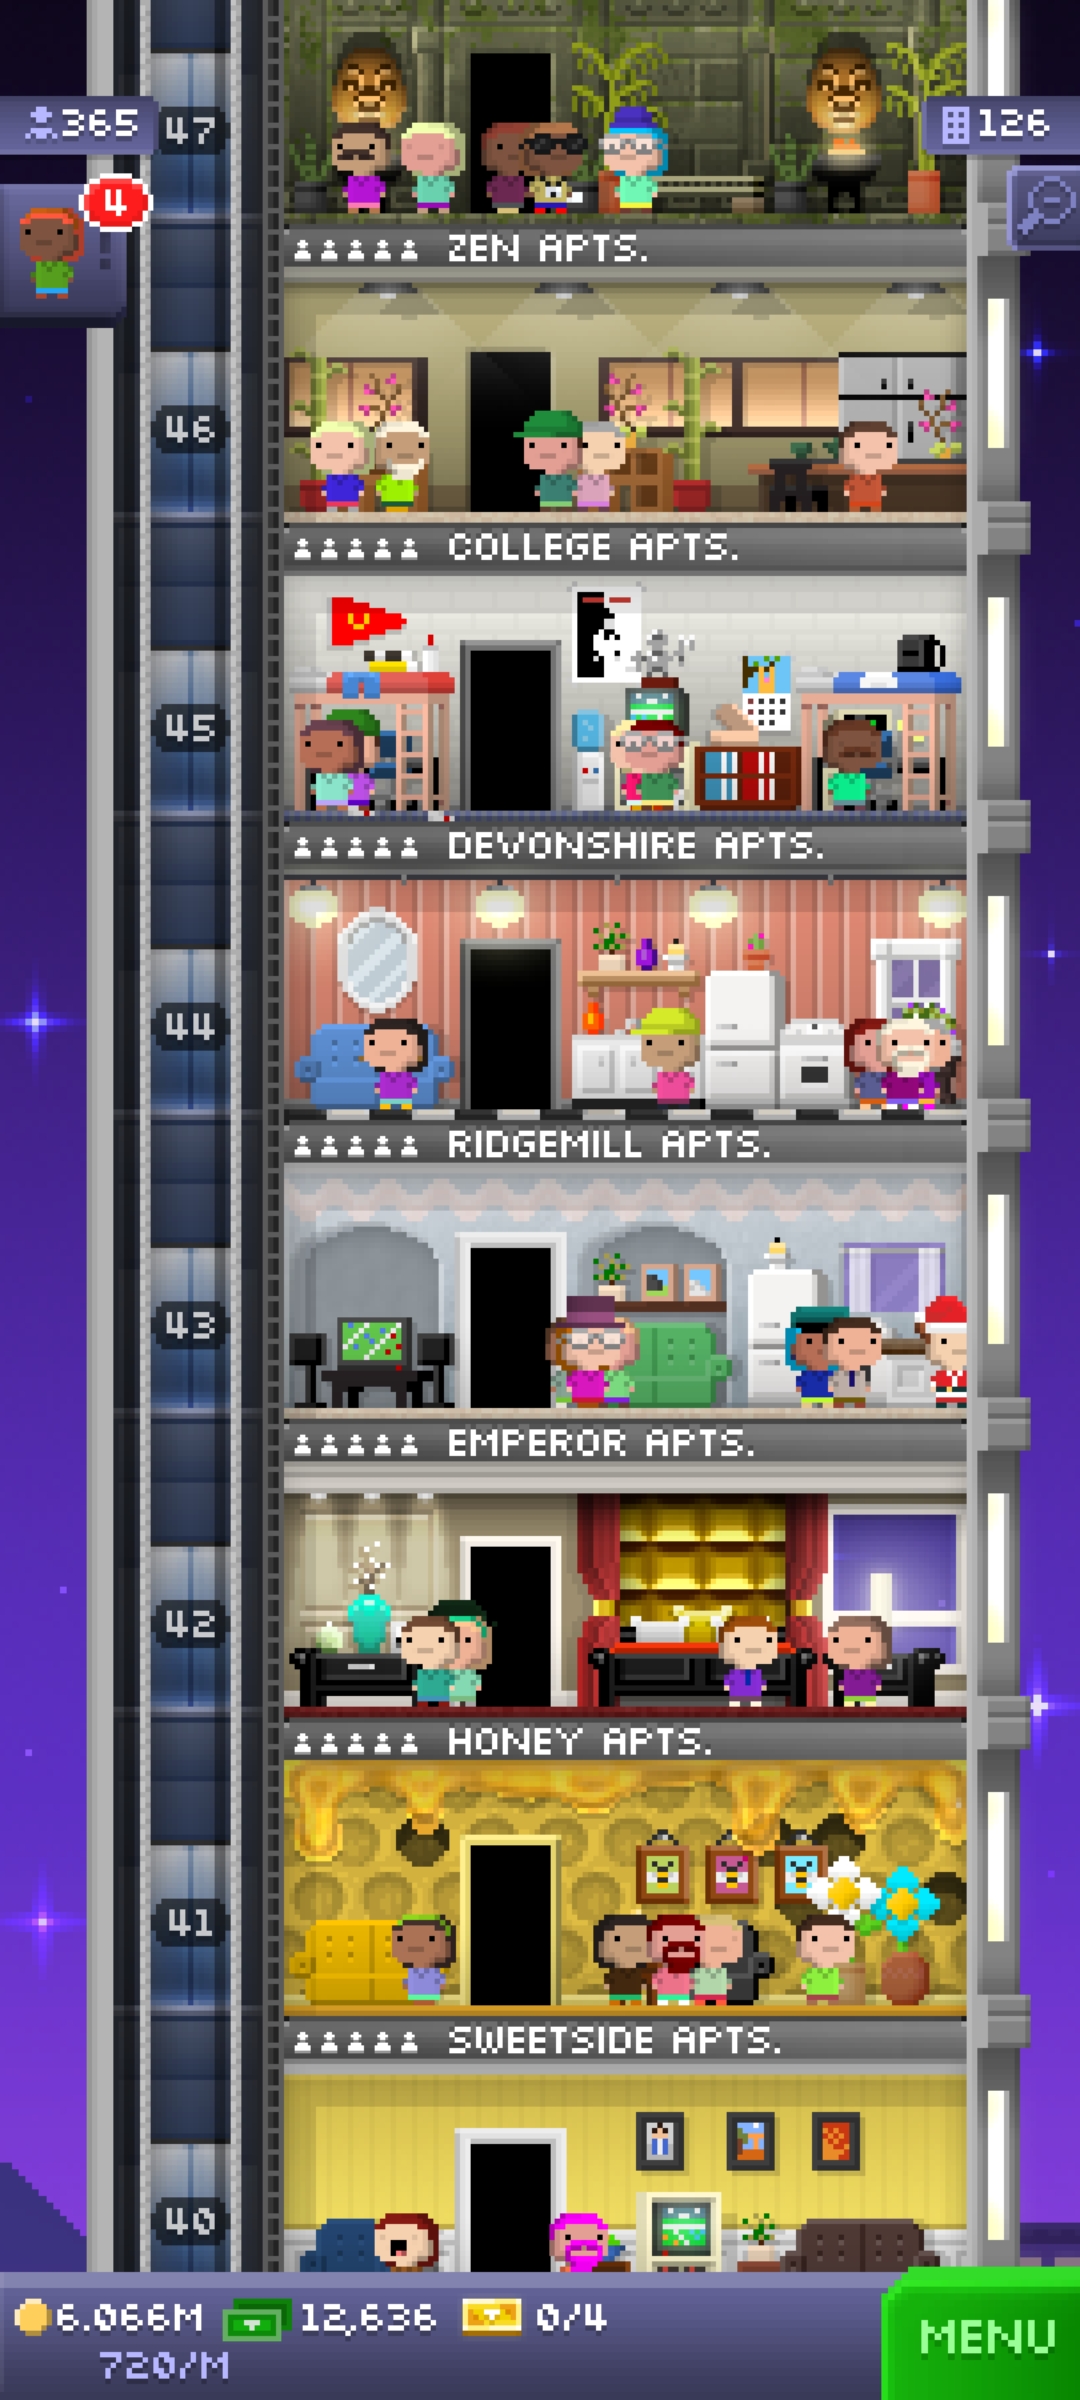 365
47
126
4
ZEN APTS.
46
COLLEGE APTS.
45
DEVONSHIRE APTS.
44
RIDGEMILL APTS.
43
EMPEROR APTS.
42
HONEY APTS.
41
SWEETSIDE APTS.
40
6.066M 12,636 0/4
720/M
MENU